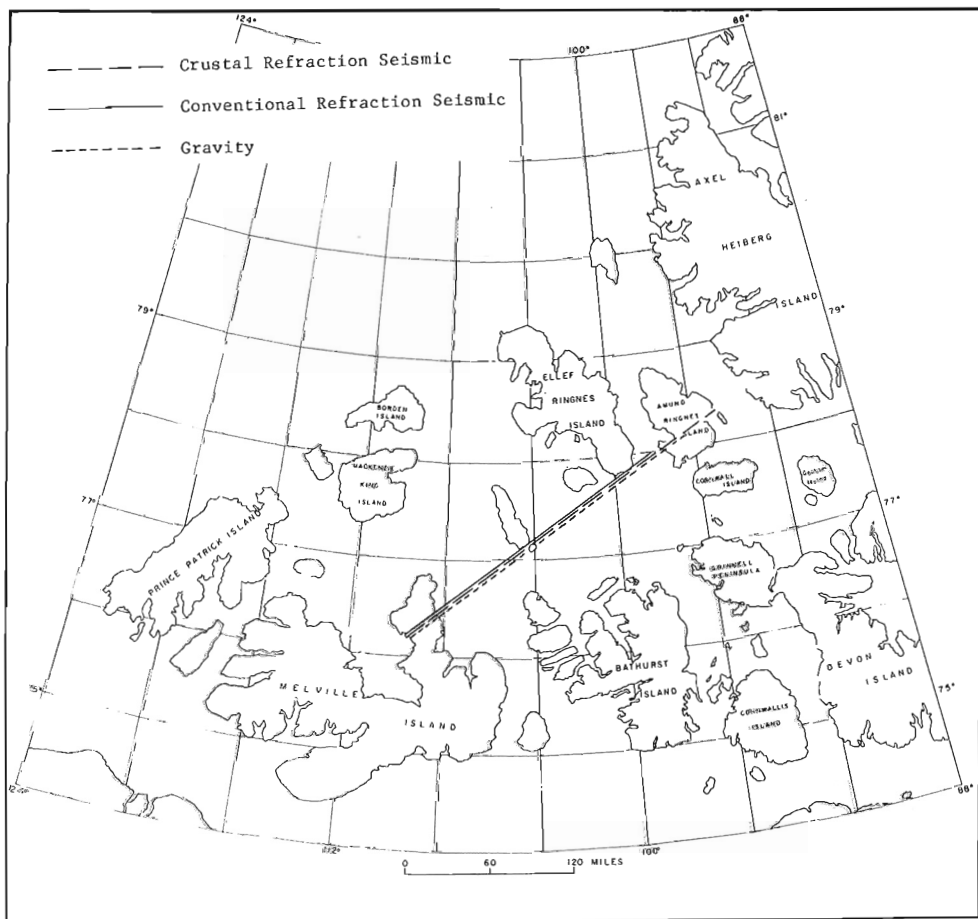 124°
88°
100°
Crustal Refraction Seismic
Conventional Refraction Seismic
Gravity
81°
AXEL
HEIBERG
ISLAND
79°
79°
ELLEF
RINGNES
ISLAND
AMUND
RINGNES
ISLAND
BORDEN
ISLAND
MACKENZIE
KING
ISLAND
CORNWALL
ISLAND
77°
77°
PRINCE PATRICK ISLAND
GRINNELL
PENINSULA
BATHURST
ISLAND
DEVON
ISLAND
75°
75°
MELVILLE
ISLAND
CORNWALLIS
ISLAND
124°
88°
112°
100°
0 60 120 MILES